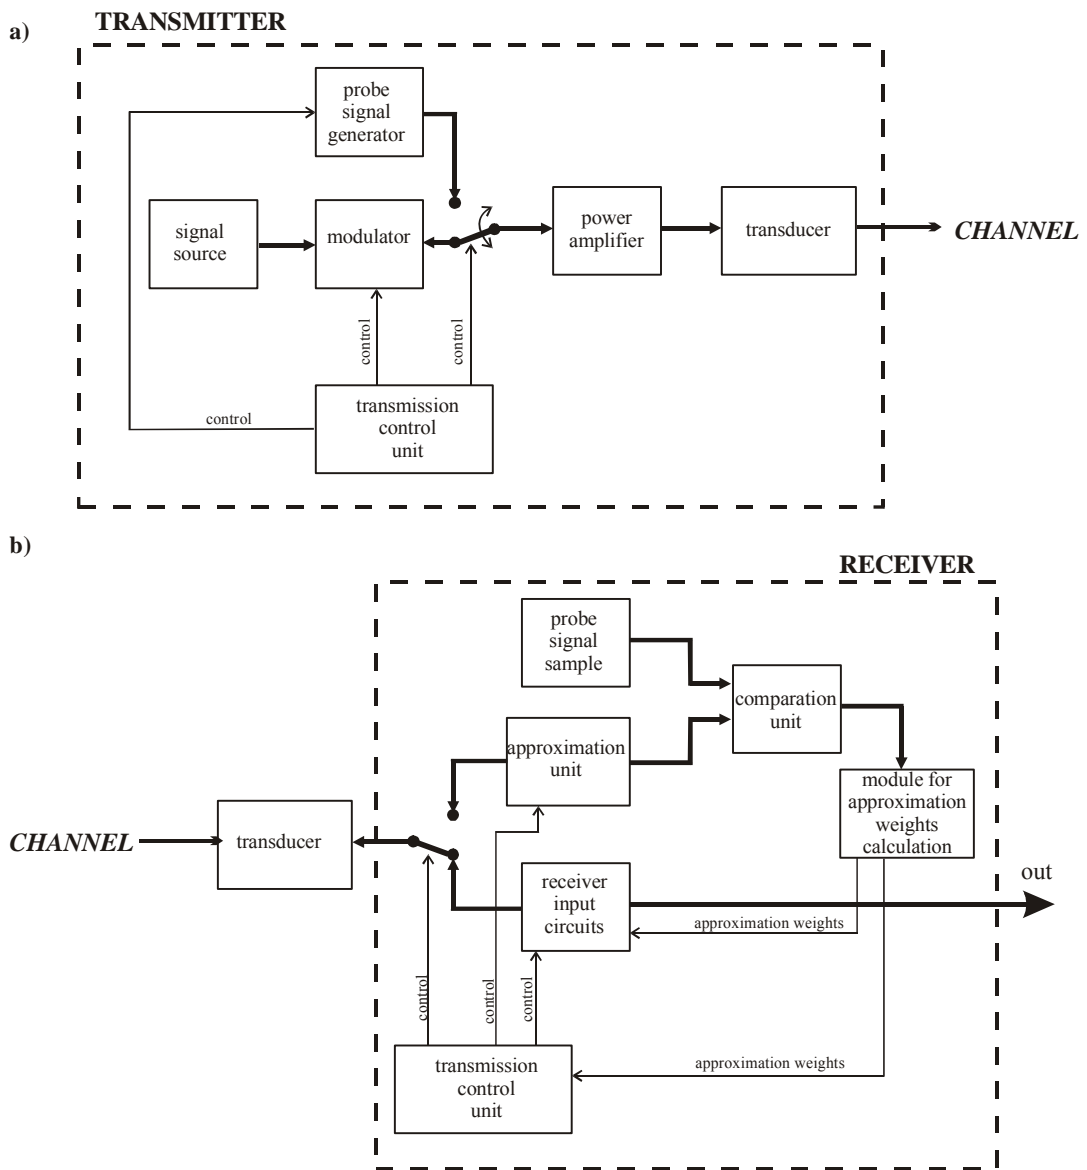 a)
TRANSMITTER
probe
signal
generator
signal
source
modulator
power
amplifier
transducer
CHANNEL
control
control
transmission
control
unit
control
b)
RECEIVER
probe
signal
sample
comparation
unit
approximation
unit
module for
approximation
weights
calculation
CHANNEL
transducer
receiver
input
circuits
out
approximation weights
control
control
control
transmission
control
unit
approximation weights